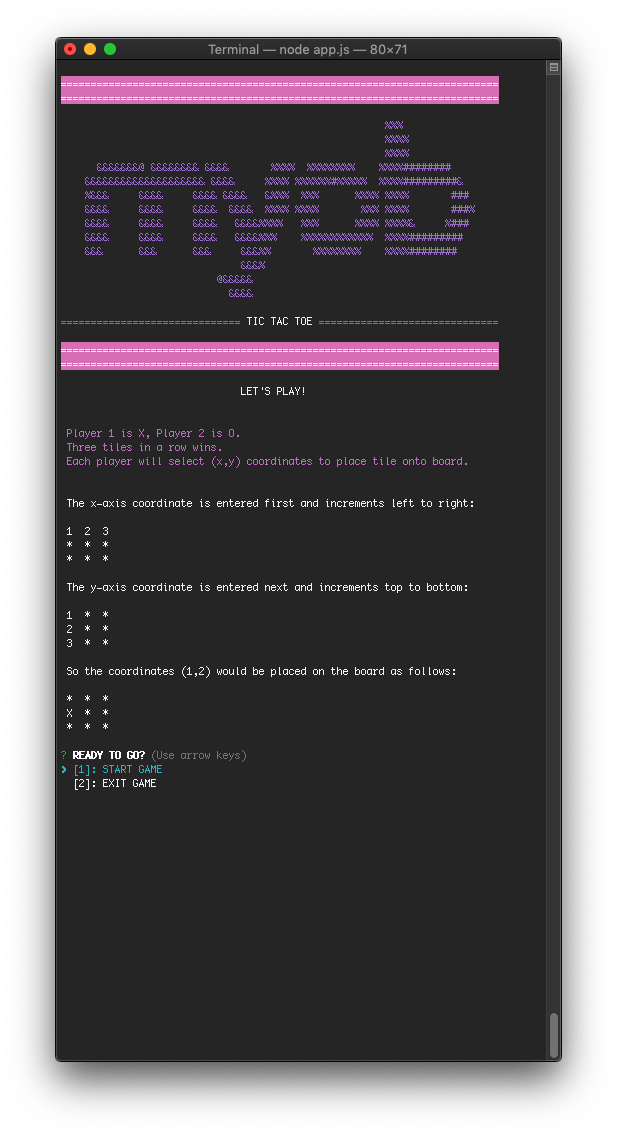 Terminal — node app.js — 80×71
myob
============================== TIC TAC TOE ==============================
LET'S PLAY!
Player 1 is X, Player 2 is O.
Three tiles in a row wins.
Each player will select (x,y) coordinates to place tile onto board.
The x-axis coordinate is entered first and increments left to right:
1 2 3
* * *
* * *
The y-axis coordinate is entered next and increments top to bottom:
1 * *
2 * *
3 * *
So the coordinates (1,2) would be placed on the board as follows:
* * *
X * *
* * *
? READY TO GO? (Use arrow keys)
❯ [1]: START GAME
[2]: EXIT GAME